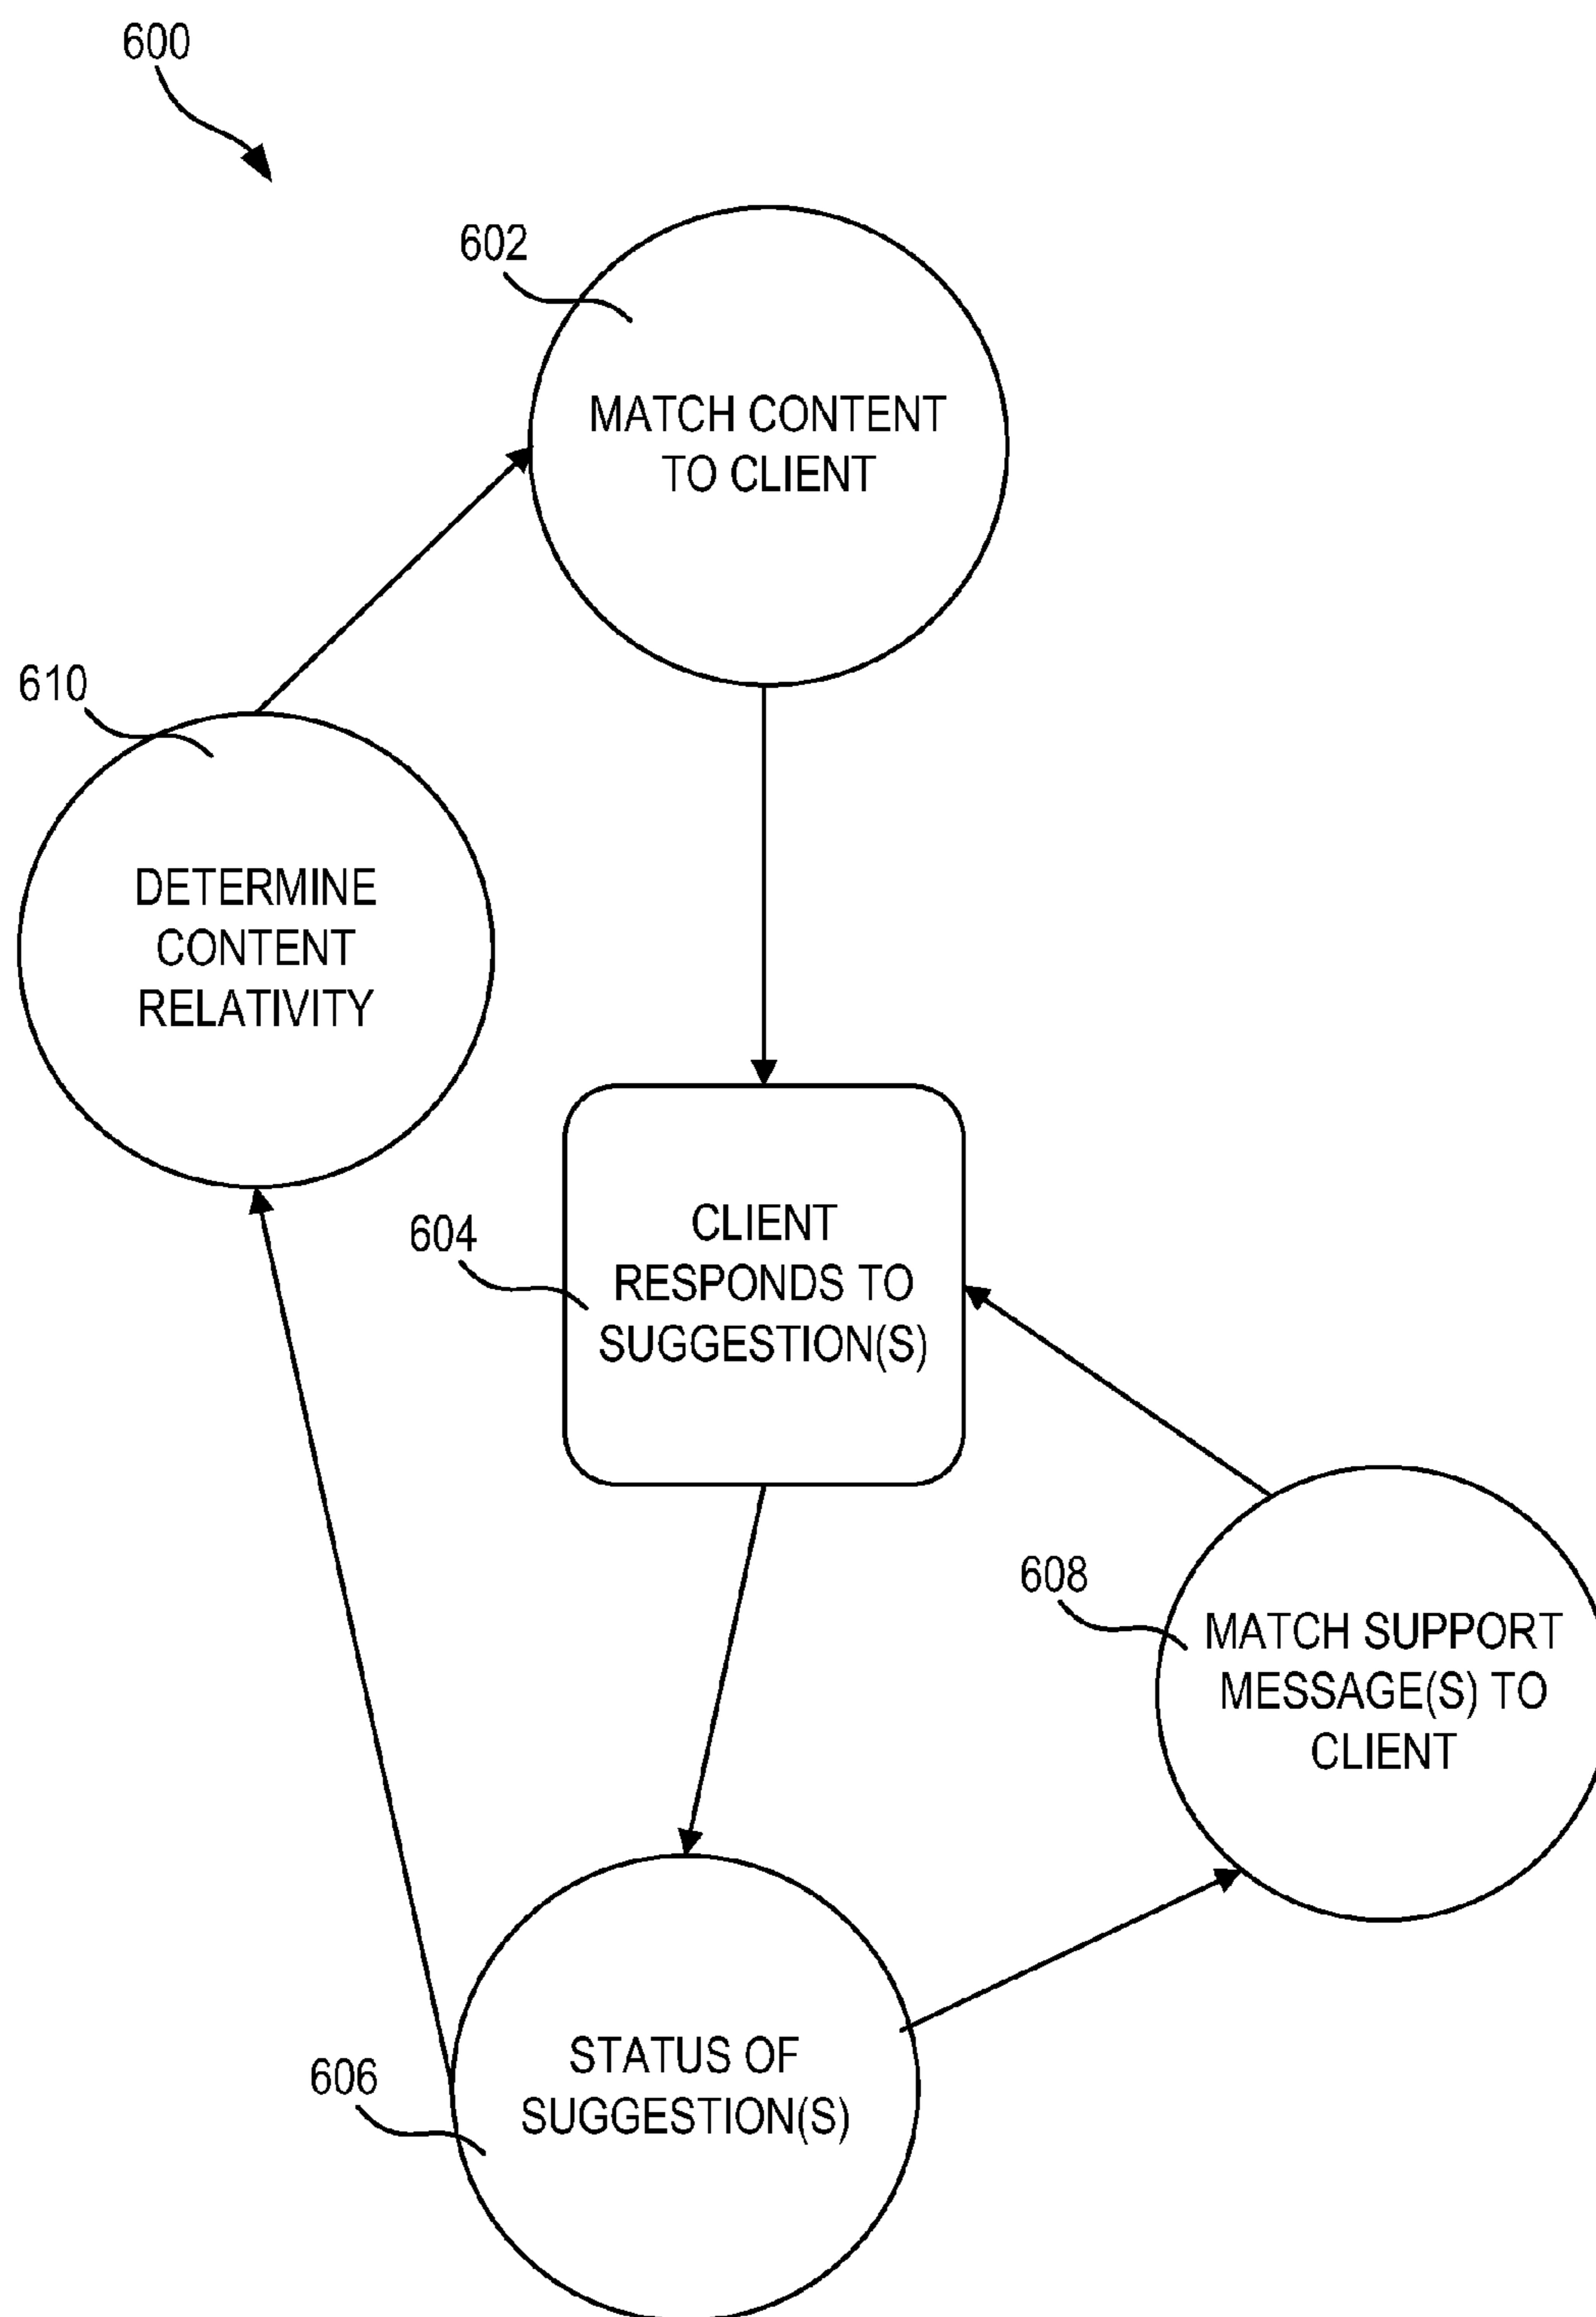 600
602
MATCH CONTENT
TO CLIENT
610
DETERMINE
CONTENT
RELATIVITY
604
CLIENT
RESPONDS TO
SUGGESTION(S)
608
MATCH SUPPORT
MESSAGE(S) TO
CLIENT
606
STATUS OF
SUGGESTION(S)